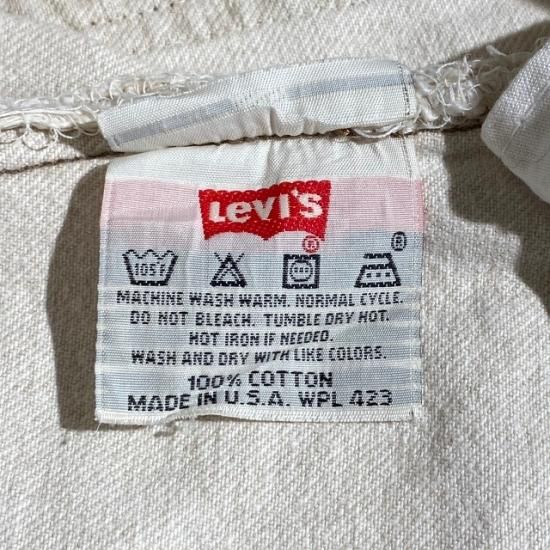 LEVI'S
®
®
105F
MACHINE WASH WARM. NORMAL CYCLE.
DO NOT BLEACH. TUMBLE DRY HOT.
HOT IRON IF NEEDED.
WASH AND DRY WITH LIKE COLORS.
100% COTTON
MADE IN U.S.A. WPL 423